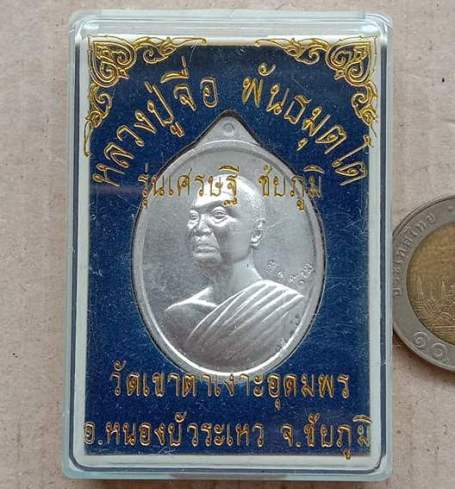 หลวงปู่จื่อ พันธมุตโต
รุ่นเศรษฐี ชัยภูมิ
วัดเขาตาเงาะอุดมพร
อ.หนองบัวระเหว จ.ชัยภูมิ